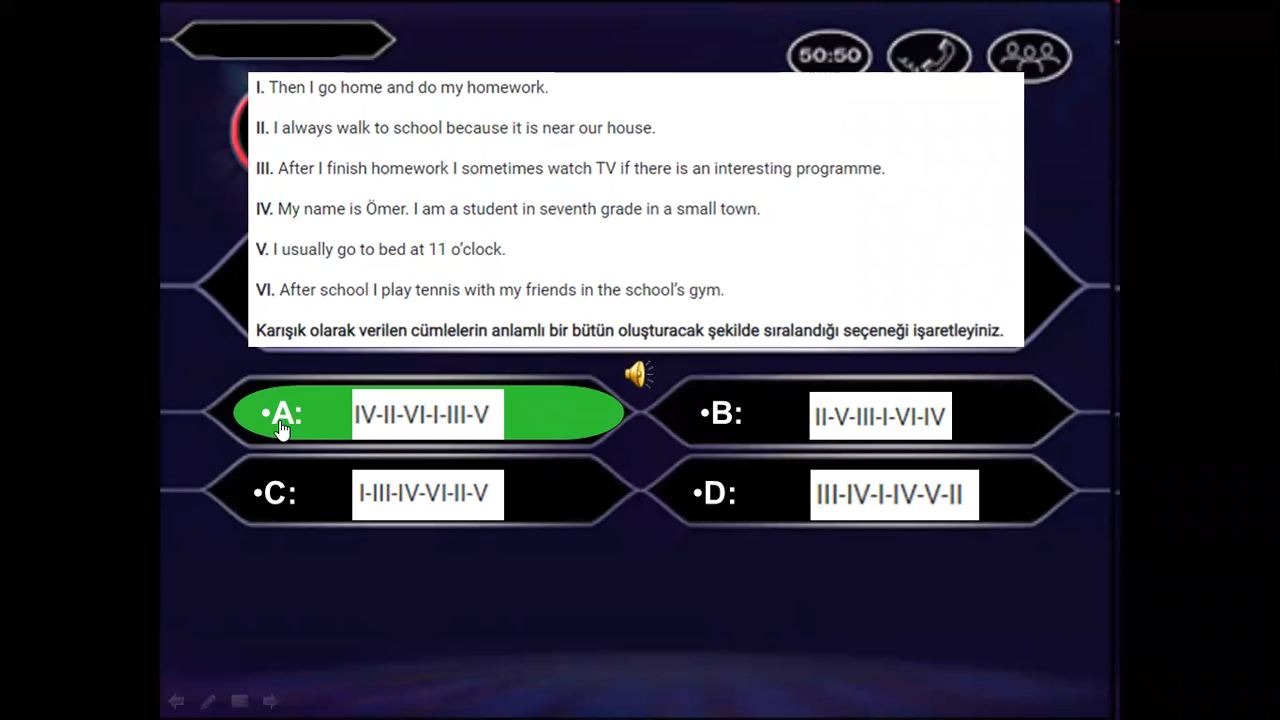 50:50
I. Then I go home and do my homework.
II. I always walk to school because it is near our house.
III. After I finish homework I sometimes watch TV if there is an interesting programme.
IV. My name is Ömer. I am a student in seventh grade in a small town.
V. I usually go to bed at 11 o’clock.
VI. After school I play tennis with my friends in the school’s gym.
Karışık olarak verilen cümlelerin anlamlı bir bütün oluşturacak şekilde sıralandığı seçeneği işaretleyiniz.
•A: IV-II-VI-I-III-V
•B: II-V-III-I-VI-IV
•C: I-III-IV-VI-II-V
•D: III-IV-I-IV-V-II